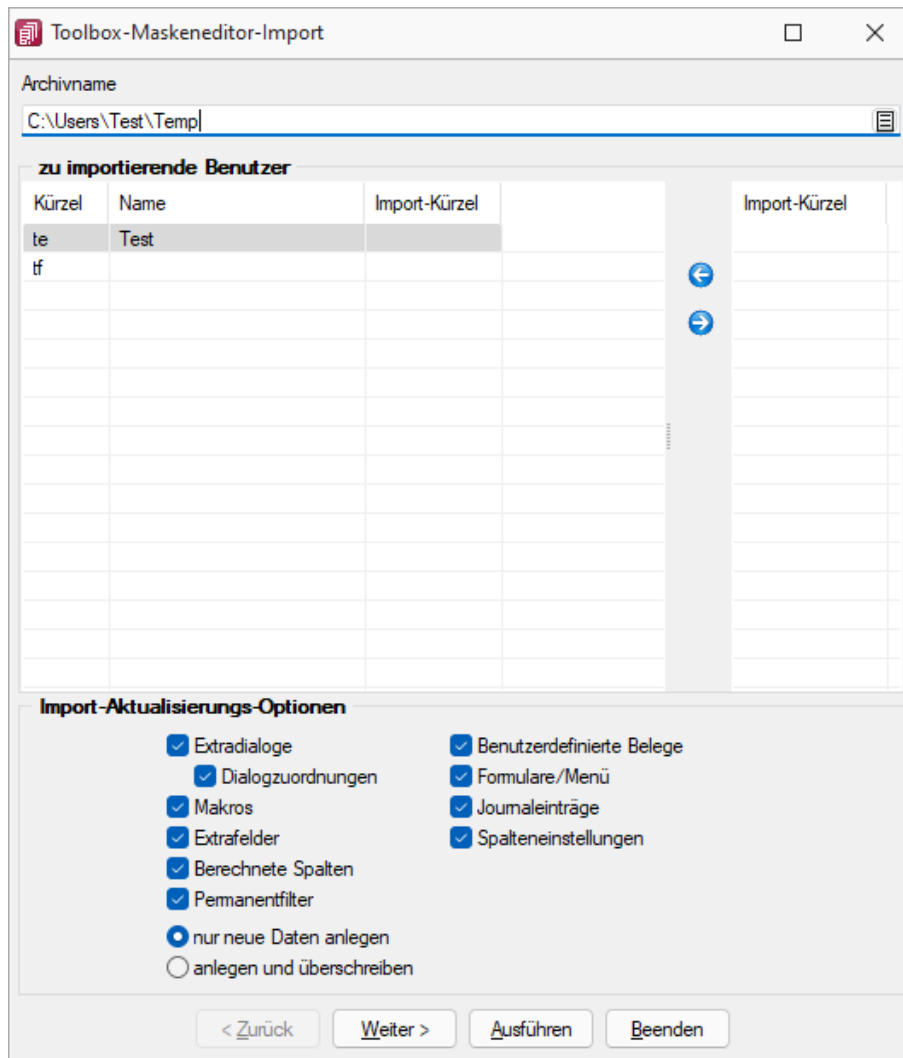 Toolbox-Maskeneditor-Import
Archivname
C:\Users\Test\Temp
zu importierende Benutzer
Kürzel Name Import-Kürzel Import-Kürzel
te Test
tf
Import-Aktualisierungs-Optionen
Extradialoge Benutzerdefinierte Belege
Dialogzuordnungen Formulare/Menü
Makros Journaleinträge
Extrafelder Spalteneinstellungen
Berechnete Spalten
Permanentfilter
nur neue Daten anlegen
anlegen und überschreiben
< Zurück Weiter > Ausführen Beenden